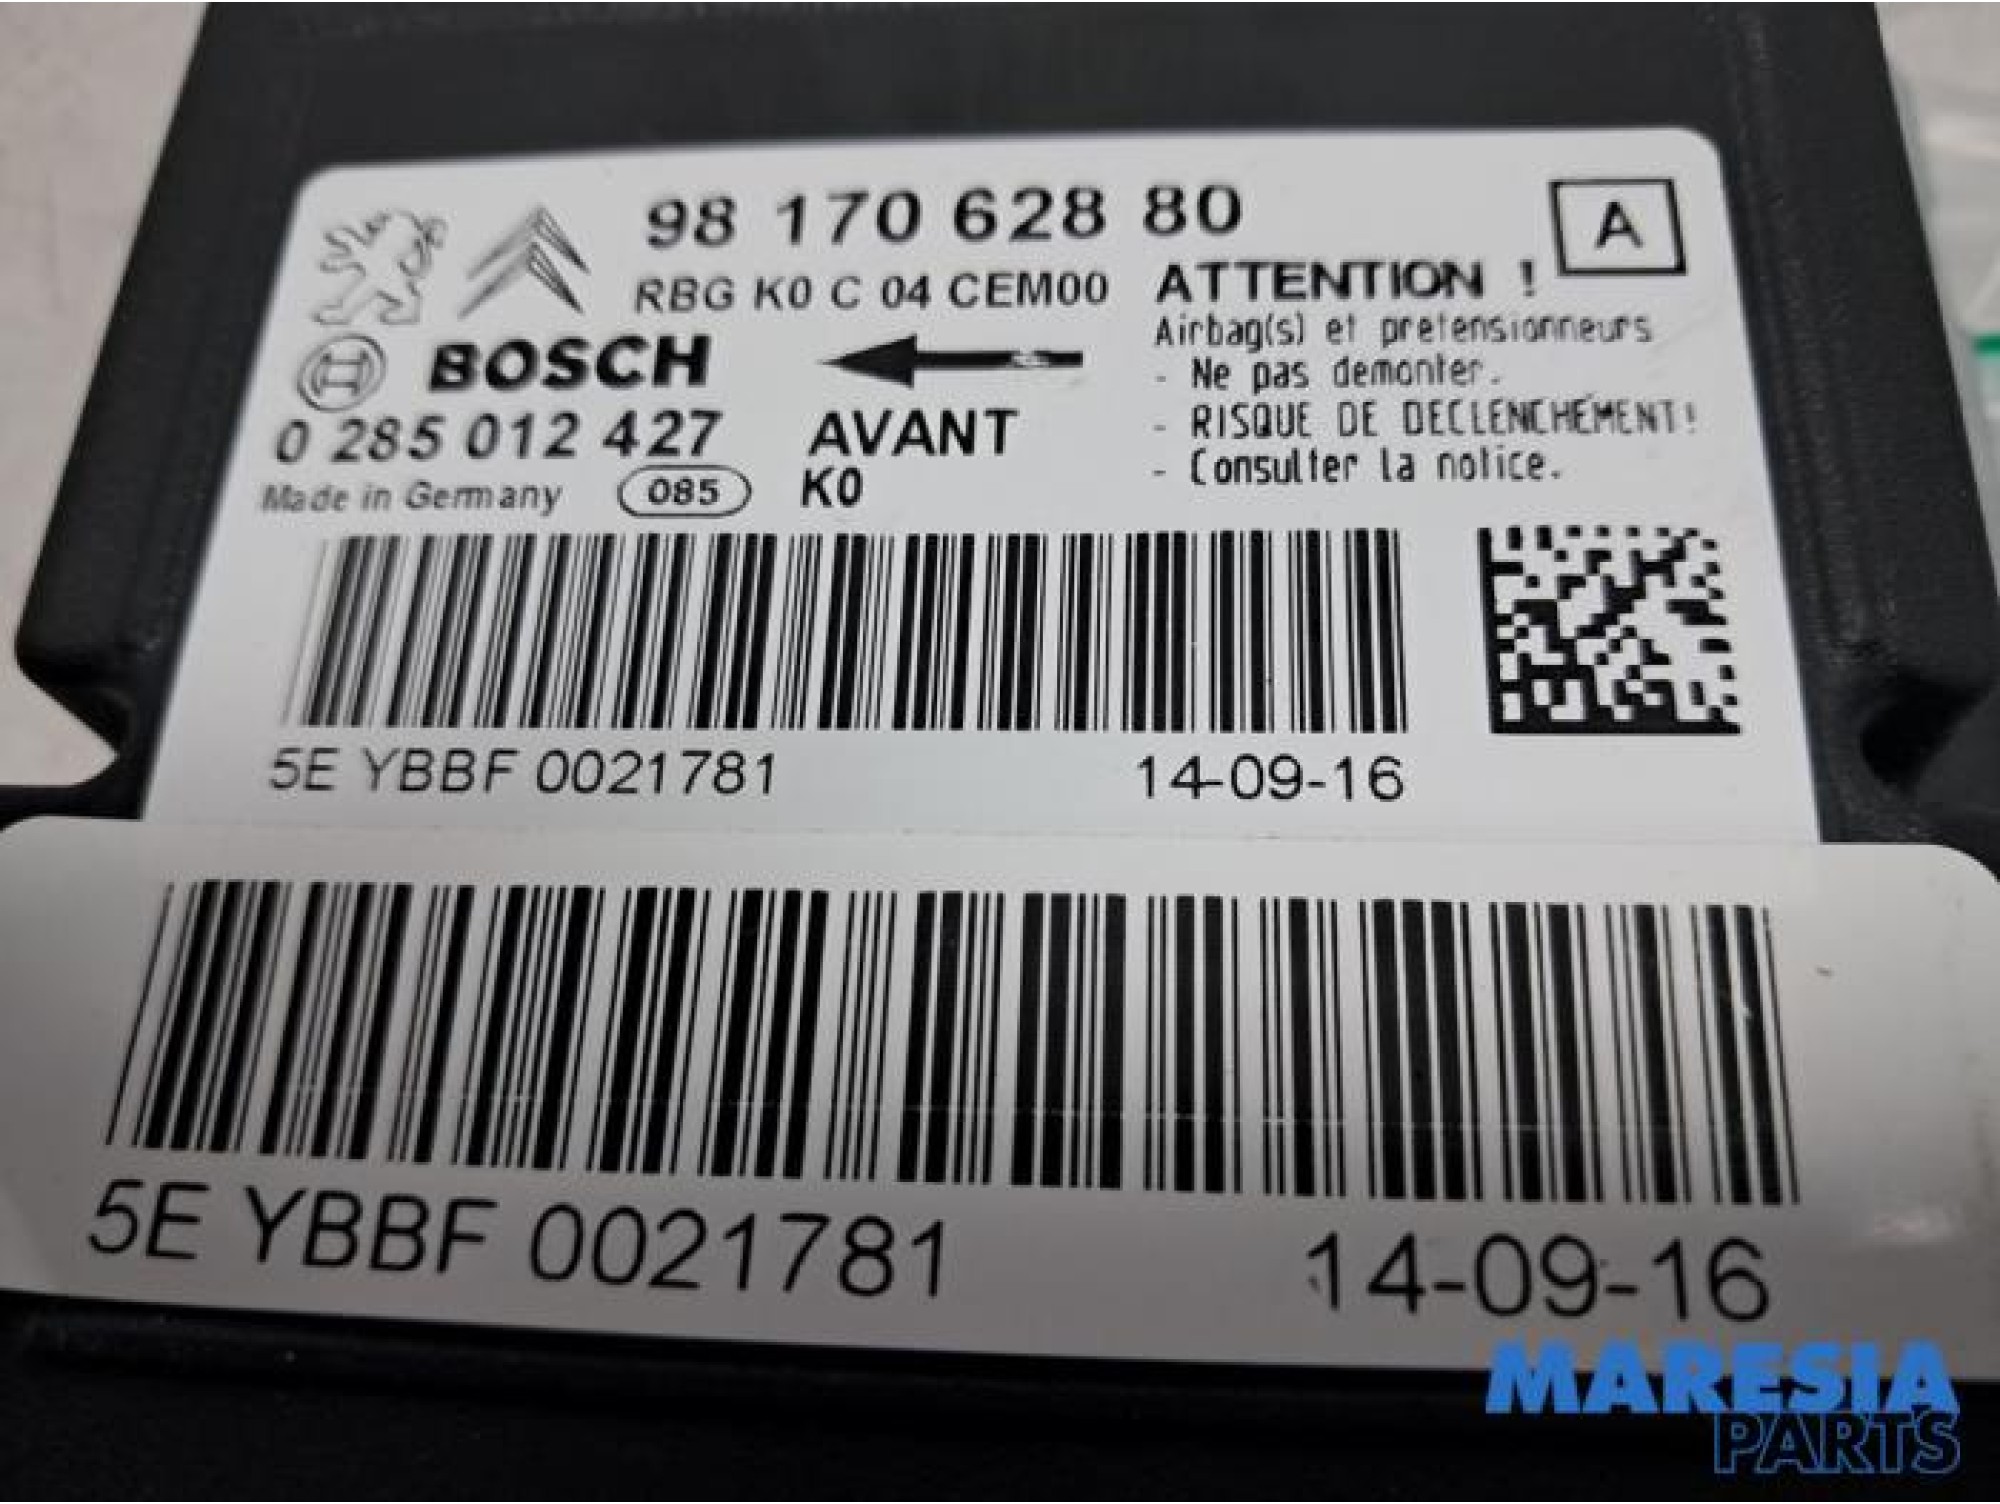 98 170 628 80
A
RBG K0 C 04 CEM00
ATTENTION !
Airbag(s) et pretensionneurs
- Ne pas demonter.
- RISQUE DE DECLENCHEMENT!
- Consulter la notice.
BOSCH
0 285 012 427
AVANT
Made in Germany
085
K0
5E YBBF 0021781
14-09-16
5E YBBF 0021781
14-09-16
MARESIA
PARTS